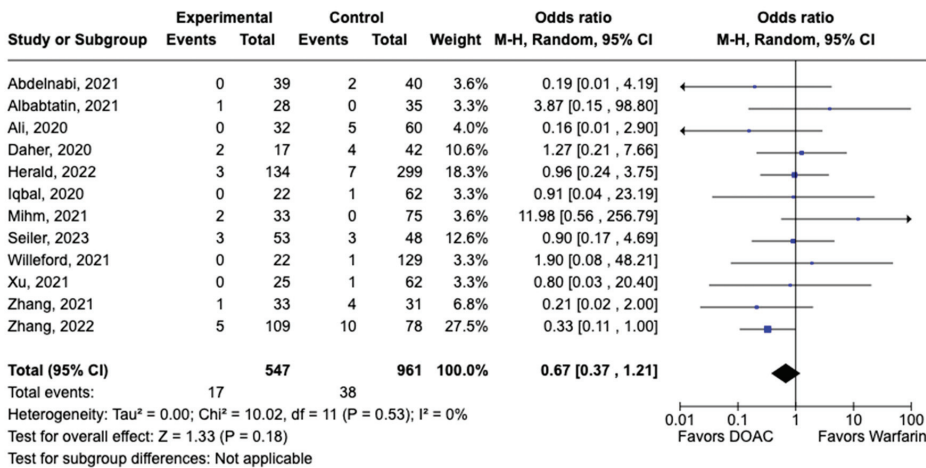 Experimental Control Odds ratio Odds ratio
Study or Subgroup Events Total Events Total Weight M-H, Random, 95% CI M-H, Random, 95% CI
Abdelnabi, 2021 0 39 2 40 3.6% 0.19 [0.01 , 4.19]
Albabtatin, 2021 1 28 0 35 3.3% 3.87 [0.15 , 98.80]
Ali, 2020 0 32 5 60 4.0% 0.16 [0.01 , 2.90]
Daher, 2020 2 17 4 42 10.6% 1.27 [0.21 , 7.66]
Herald, 2022 3 134 7 299 18.3% 0.96 [0.24 , 3.75]
Iqbal, 2020 0 22 1 62 3.3% 0.91 [0.04 , 23.19]
Mihm, 2021 2 33 0 75 3.6% 11.98 [0.56 , 256.79]
Seiler, 2023 3 53 3 48 12.6% 0.90 [0.17 , 4.69]
Willeford, 2021 0 22 1 129 3.3% 1.90 [0.08 , 48.21]
Xu, 2021 0 25 1 62 3.3% 0.80 [0.03 , 20.40]
Zhang, 2021 1 33 4 31 6.8% 0.21 [0.02 , 2.00]
Zhang, 2022 5 109 10 78 27.5% 0.33 [0.11 , 1.00]
Total (95% CI) 547 961 100.0% 0.67 [0.37 , 1.21]
Total events: 17 38
Heterogeneity: Tau² = 0.00; Chi² = 10.02, df = 11 (P = 0.53); I² = 0%
0.01 0.1 1 10 100
Test for overall effect: Z = 1.33 (P = 0.18)
Favors DOAC Favors Warfarin
Test for subgroup differences: Not applicable